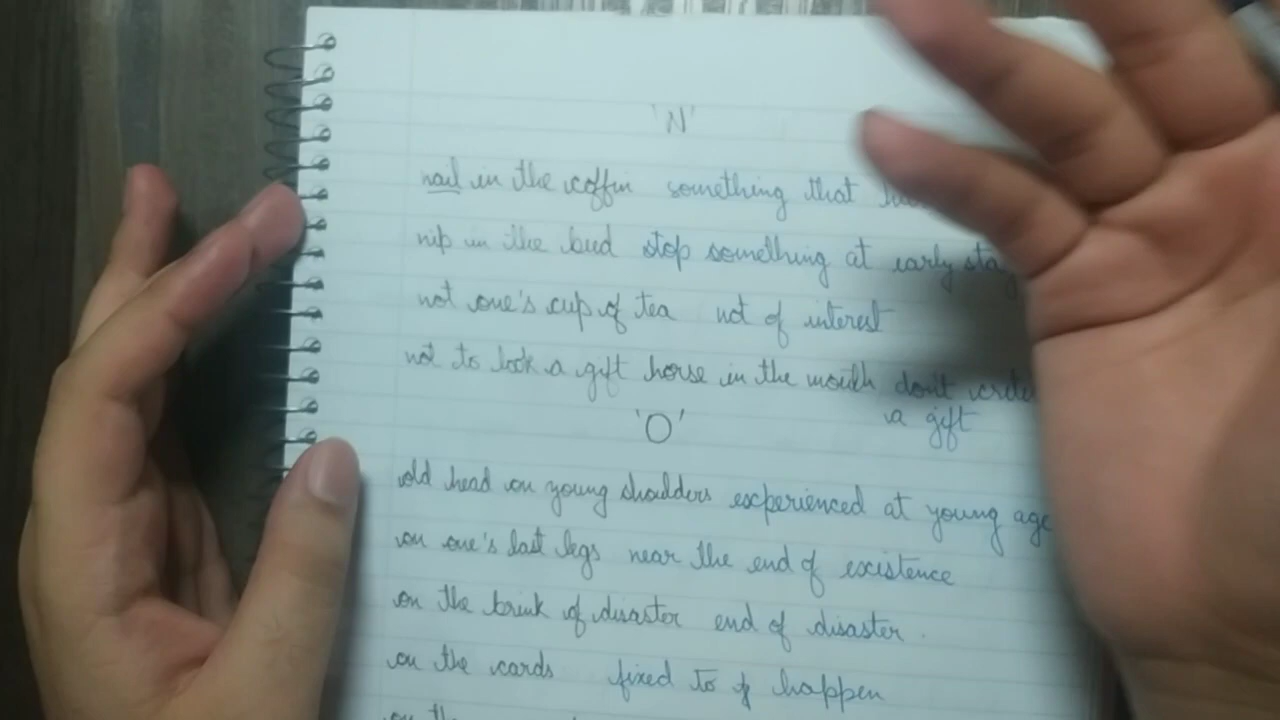 'N'
nail in the coffin something that
nip in the bud stop something at early sta
not one's cup of tea not of interest
not to look a gift horse in the mouth don't
a gift
'O'
old head on young shoulders experienced at young age
on one's last legs near the end of existence
on the brink of disaster end of disaster.
on the cards fixed to happen
on the